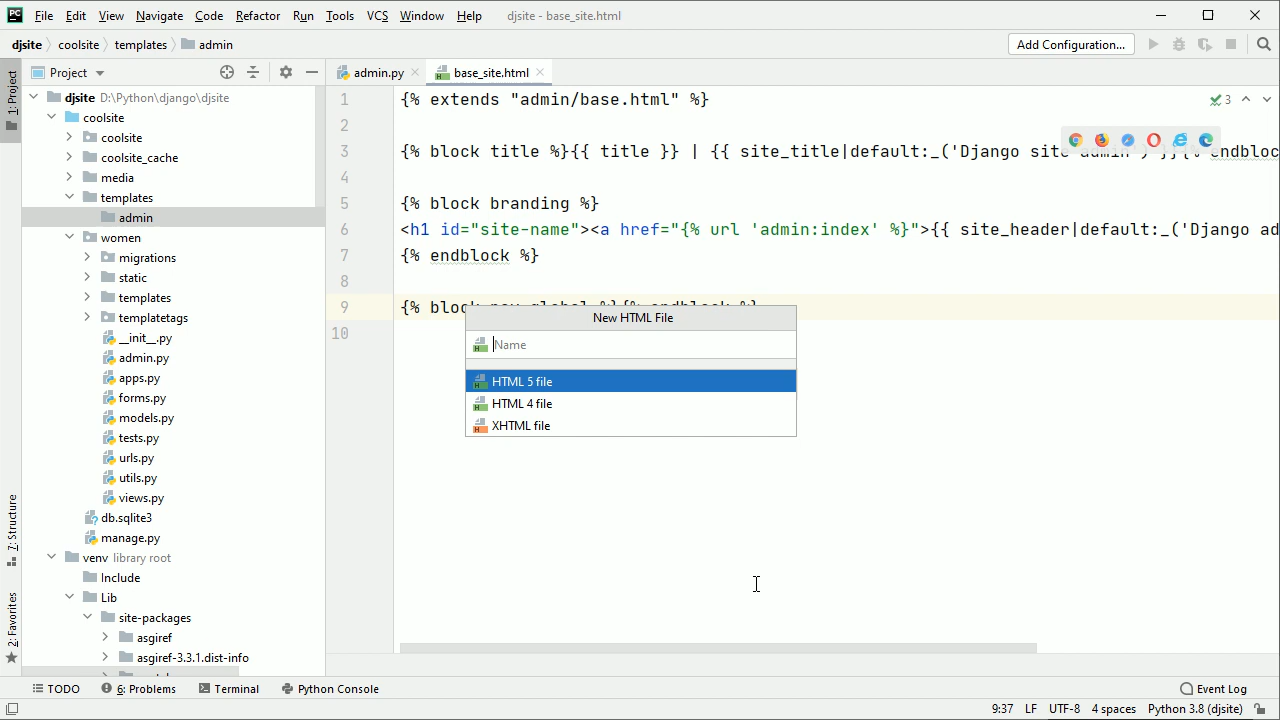 File Edit View Navigate Code Refactor Run Tools VCS Window Help djsite - base_site.html
djsite coolsite templates admin Add Configuration...
Project admin.py base_site.html
1: Project
djsite D:\Python\django\djsite
coolsite
coolsite
coolsite_cache
media
templates
admin
women
migrations
static
templates
templatetags
__init__.py
admin.py
apps.py
forms.py
models.py
tests.py
urls.py
utils.py
views.py
db.sqlite3
manage.py
venv library root
Include
Lib
site-packages
asgiref
asgiref-3.3.1.dist-info
7: Structure
2: Favorites
1 {% extends "admin/base.html" %}
3
2
3 {% block title %}{{ title }} | {{ site_title|default:_('Django site admin') }}{% endbloc
4
5 {% block branding %}
6 <h1 id="site-name"><a href="{% url 'admin:index' %}">{{ site_header|default:_('Django ad
7 {% endblock %}
8
9 {% block nav-global %}{% endblock %}
10
New HTML File
Name
HTML 5 file
HTML 4 file
XHTML file
TODO 6: Problems Terminal Python Console Event Log
9:37 LF UTF-8 4 spaces Python 3.8 (djsite)